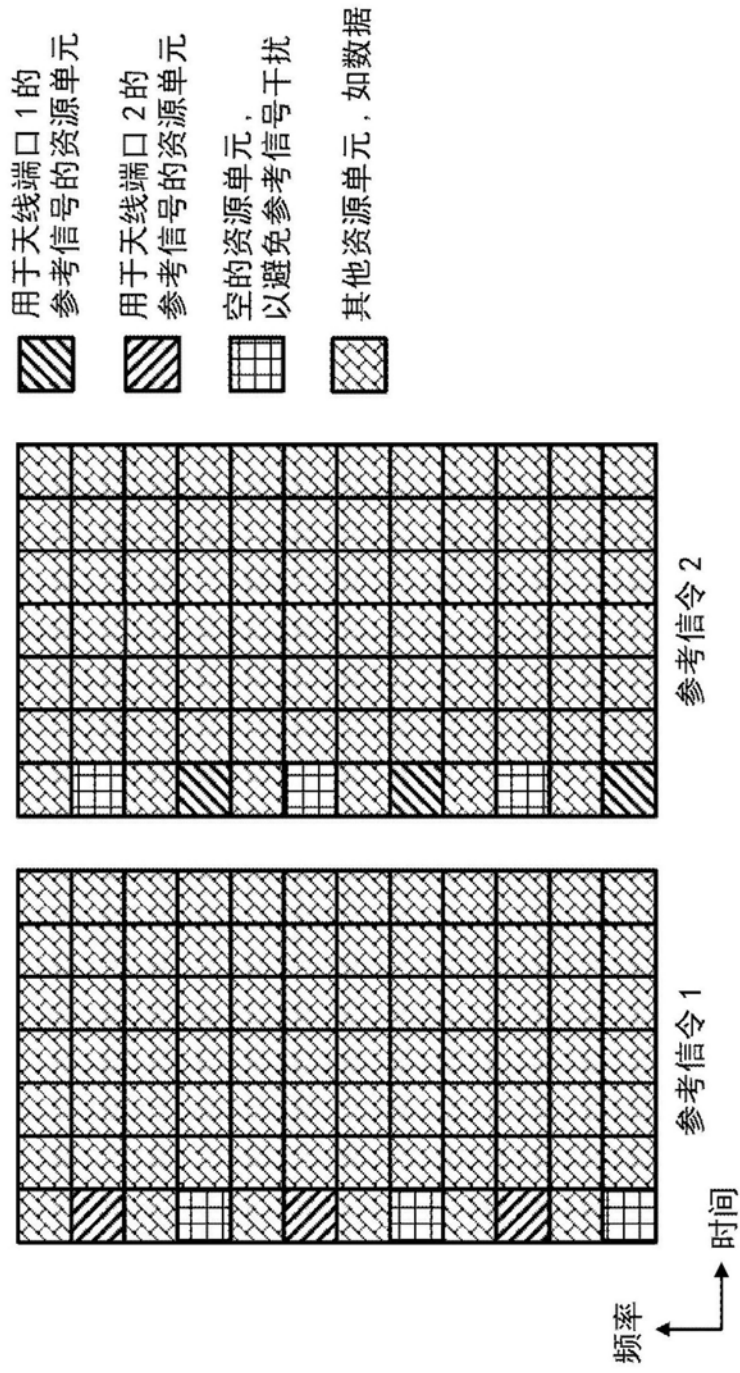 用于天线端口1的
参考信号的资源单元
用于天线端口2的
参考信号的资源单元
空的资源单元，
以避免参考信号干扰
其他资源单元，如数据
参考信令2
参考信令1
频率
时间